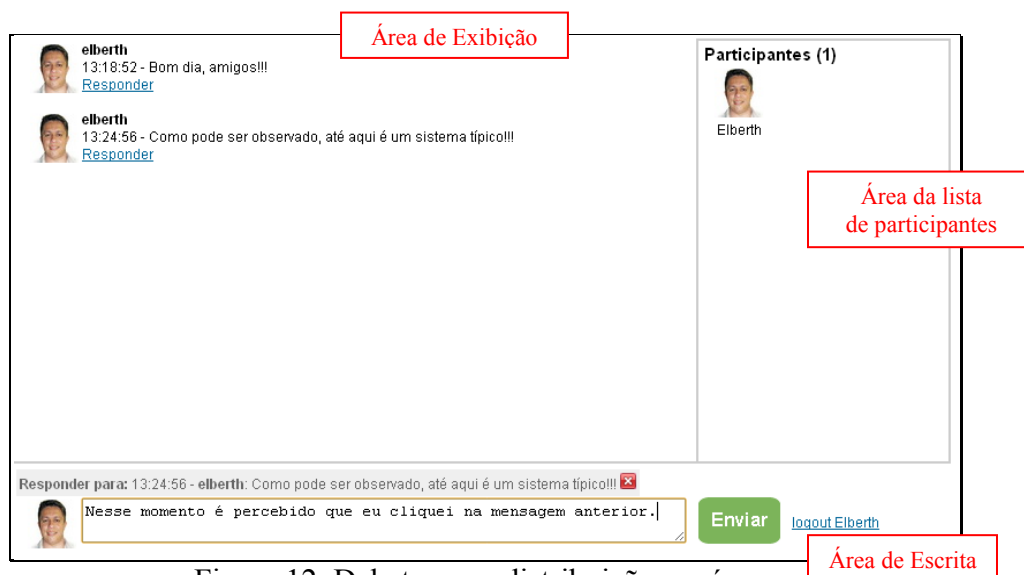 Área de Exibição
elberth
13:18:52 - Bom dia, amigos!!!
Responder
elberth
13:24:56 - Como pode ser observado, até aqui é um sistema típico!!!
Responder
Participantes (1)
Elberth
Área da lista
de participantes
Responder para: 13:24:56 - elberth: Como pode ser observado, até aqui é um sistema típico!!!
Nesse momento é percebido que eu cliquei na mensagem anterior.
Enviar
logout Elberth
Área de Escrita